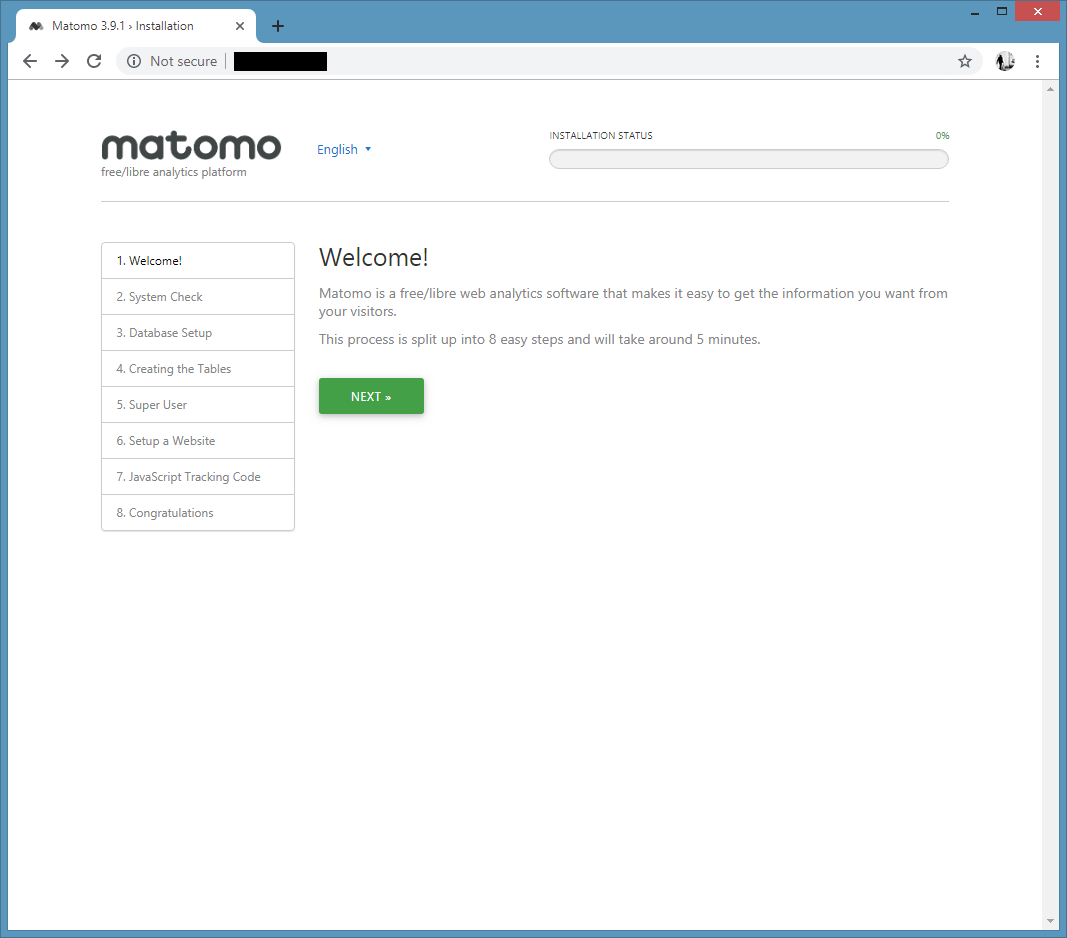 Matomo 3.9.1 › Installation
Not secure
matomo
free/libre analytics platform
English
INSTALLATION STATUS 0%
1. Welcome!
2. System Check
3. Database Setup
4. Creating the Tables
5. Super User
6. Setup a Website
7. JavaScript Tracking Code
8. Congratulations
Welcome!
Matomo is a free/libre web analytics software that makes it easy to get the information you want from
your visitors.
This process is split up into 8 easy steps and will take around 5 minutes.
NEXT »